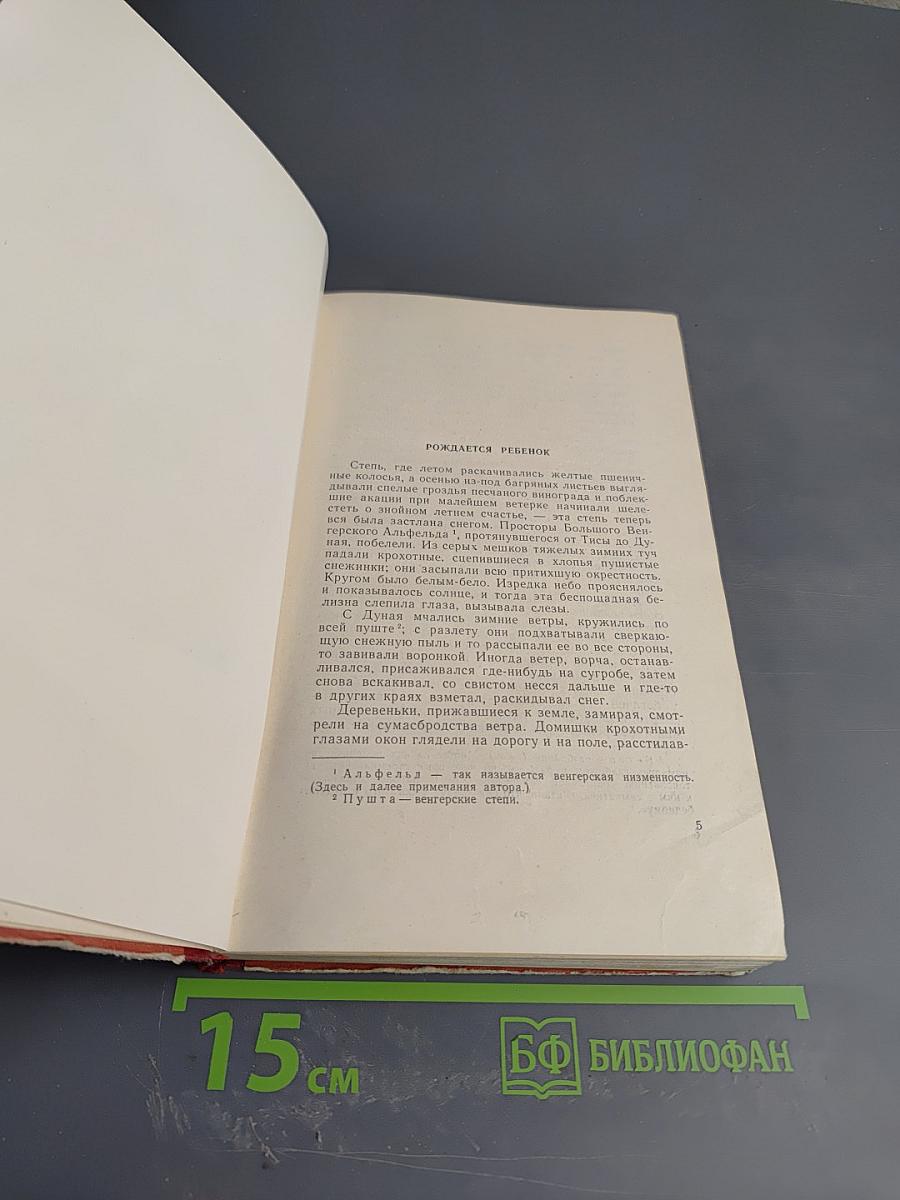 РОЖДАЕТСЯ РЕБЕНОК
Степь, где летом раскачивались желтые пшенич-
ные колосья, а осенью из-под багряных листьев выгля-
дывали спелые гроздья песчаного винограда и поблек-
шие акации при малейшем ветерке начинали шеле-
стеть о знойном летнем счастье, — эта степь теперь
вся была застлана снегом. Просторы Большого Вен-
герского Альфельда ¹, протянувшегося от Тисы до Ду-
ная, побелели. Из серых мешков тяжелых зимних туч
падали крохотные. сцепившиеся в хлопья пушистые
снежинки; они засыпали всю притихшую окрестность.
Кругом было белым-бело. Изредка небо прояснялось
и показывалось солнце, и тогда эта беспощадная бе-
лизна слепила глаза, вызывала слезы.
С Дуная мчались зимние ветры, кружились по
всей пуште ²; с разлету они подхватывали сверкаю-
щую снежную пыль и то рассыпали ее во все стороны,
то завивали воронкой. Иногда ветер, ворча, останав-
ливался, присаживался где-нибудь на сугробе, затем
снова вскакивал, со свистом несся дальше и где-то
в других краях взметал, раскидывал снег.
Деревеньки, прижавшиеся к земле, замирая, смот-
рели на сумасбродства ветра. Домишки крохотными
глазами окон глядели на дорогу и на поле, расстилав-
¹ Альфельд — так называется венгерская низменность.
(Здесь и далее примечания автора.)
² Пушта — венгерские степи.
5
15 см
БФ БИБЛИОФАН